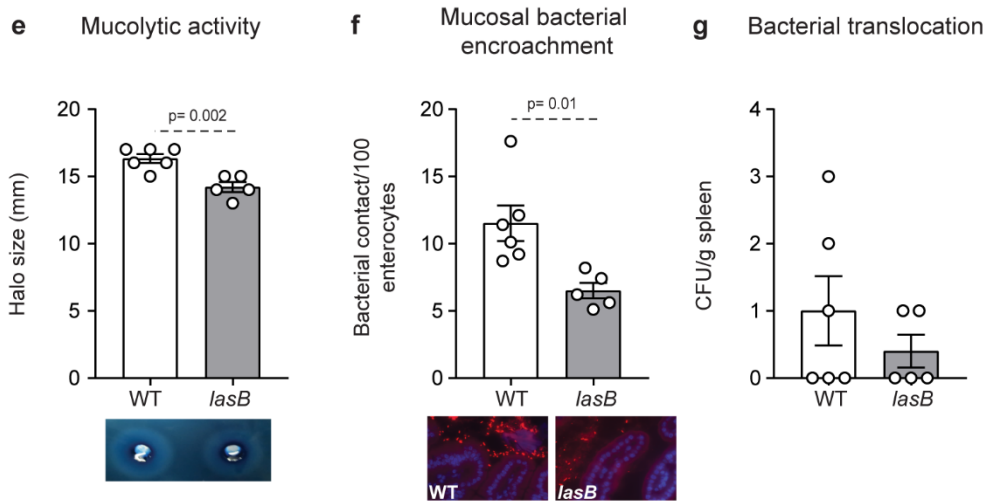 e Mucolytic activity
20
15
10
5
0
Halo size (mm)
p= 0.002
WT lasB
f Mucosal bacterial
encroachment
20
15
10
5
0
Bacterial contact/100
enterocytes
p= 0.01
WT lasB
WT lasB
g Bacterial translocation
4
3
2
1
0
CFU/g spleen
WT lasB